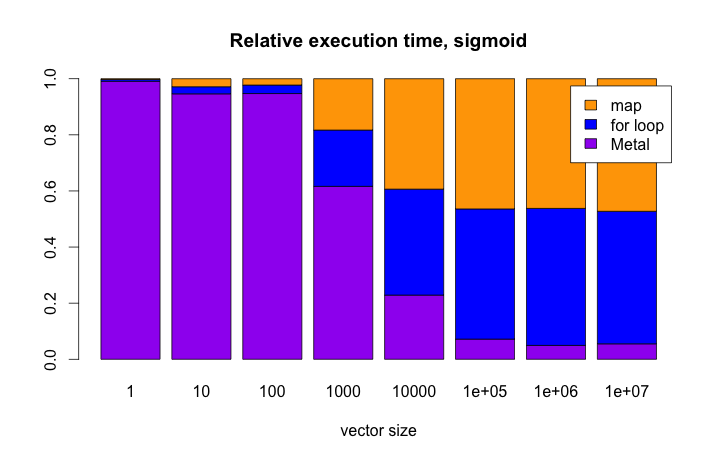 Relative execution time, sigmoid
1.0
0.8
0.6
0.4
0.2
0.0
map
for loop
Metal
1 10 100 1000 10000 1e+05 1e+06 1e+07
vector size